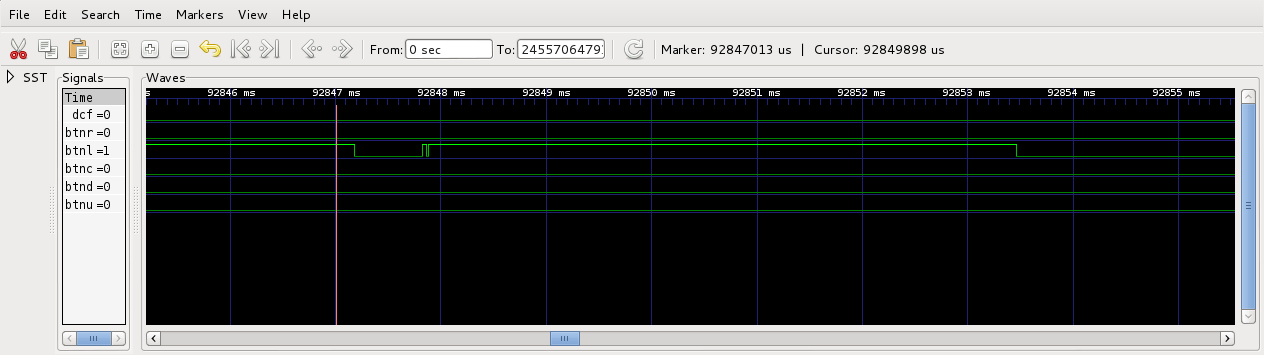 File Edit Search Time Markers View Help
From: 0 sec To: 24557064792 Marker: 92847013 us | Cursor: 92849898 us
SST Signals Waves
s 92846 ms 92847 ms 92848 ms 92849 ms 92850 ms 92851 ms 92852 ms 92853 ms 92854 ms 92855 ms
Time
dcf =0
btnr =0
btnl =1
btnc =0
btnd =0
btnu =0